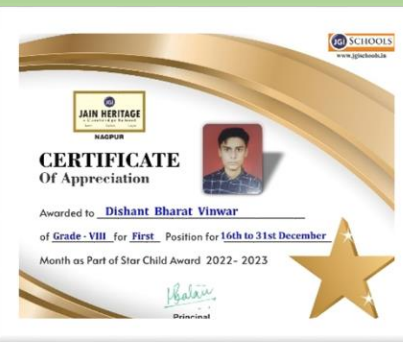 JGI SCHOOLS
www.jgischools.in
JGI
JAIN HERITAGE
NAGPUR
CERTIFICATE
Of Appreciation
Awarded to Dishant Bharat Vinwar
of Grade - VIII for First Position for 16th to 31st December
Month as Part of Star Child Award 2022- 2023
Principal